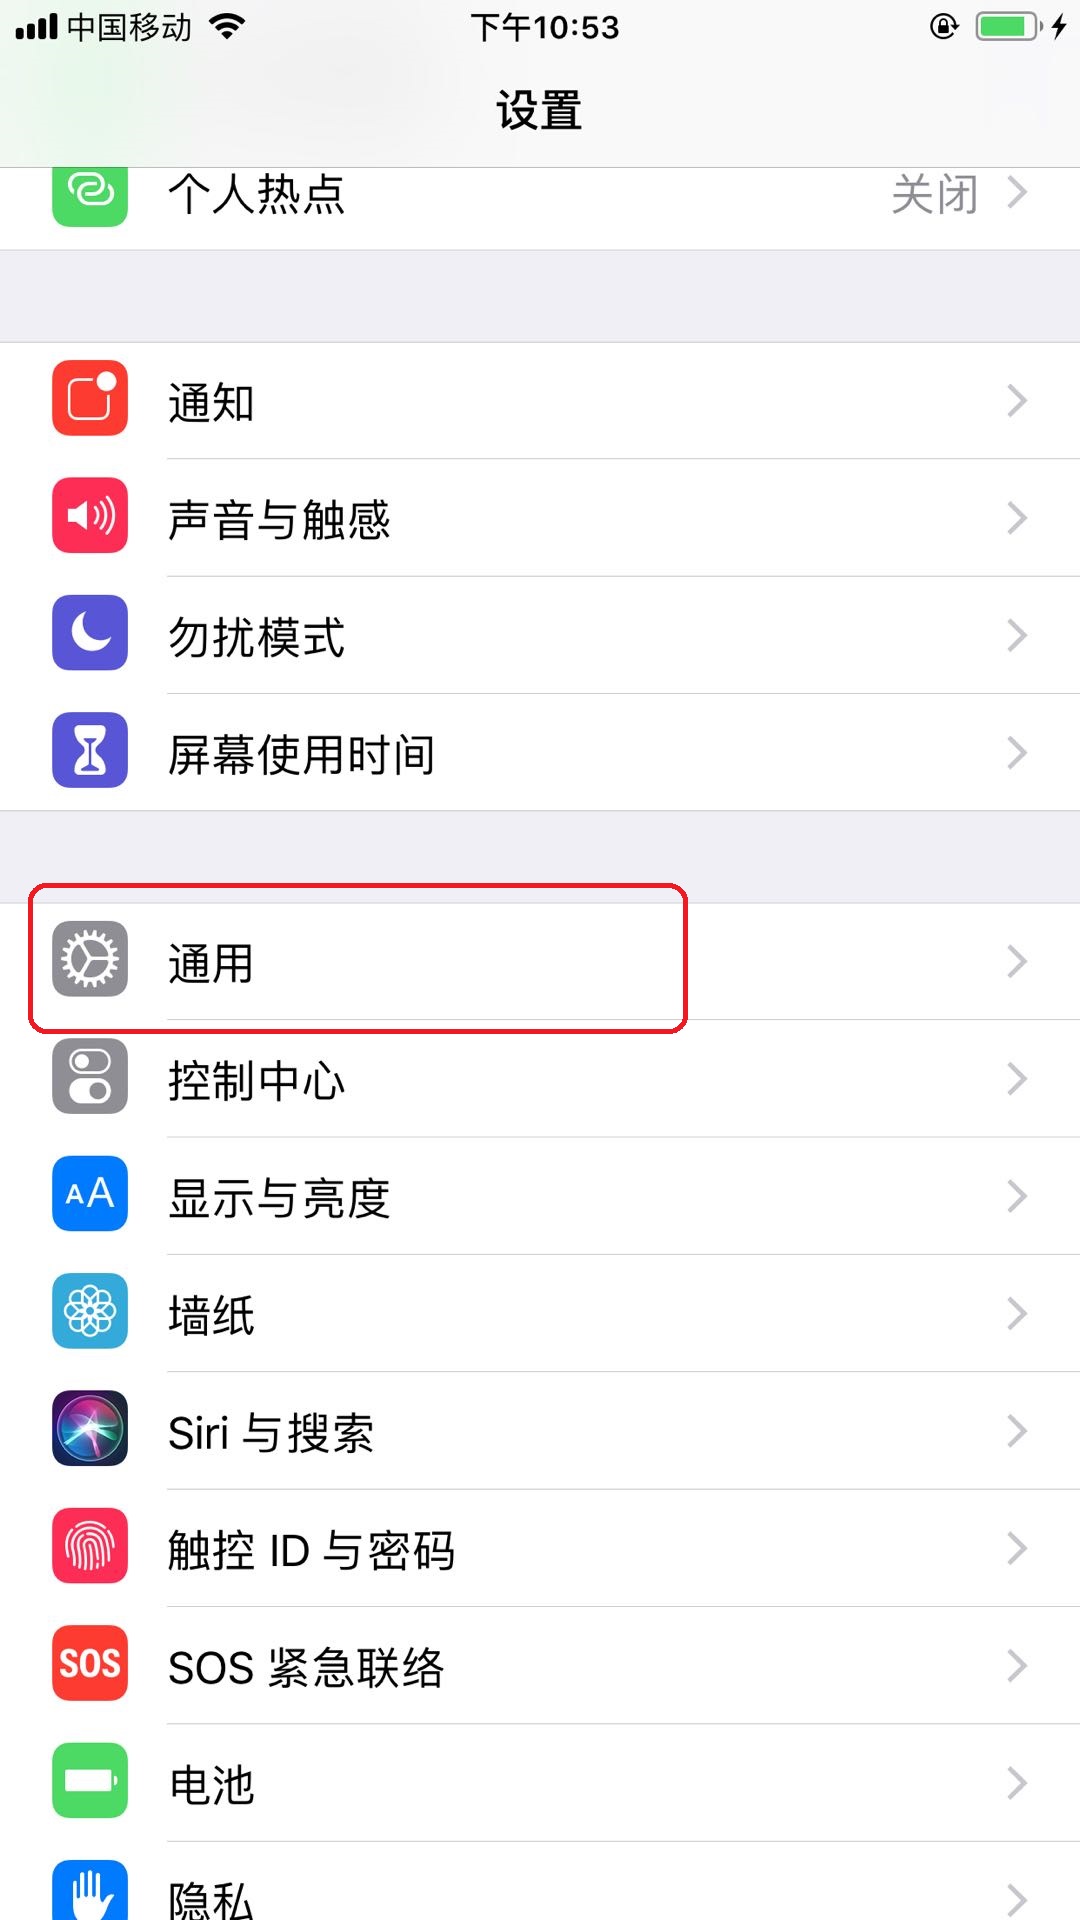 中国移动 下午10:53
设置
个人热点 关闭
通知
声音与触感
勿扰模式
屏幕使用时间
通用
控制中心
AA 显示与亮度
墙纸
Siri 与搜索
触控 ID 与密码
SOS SOS 紧急联络
电池
隐私